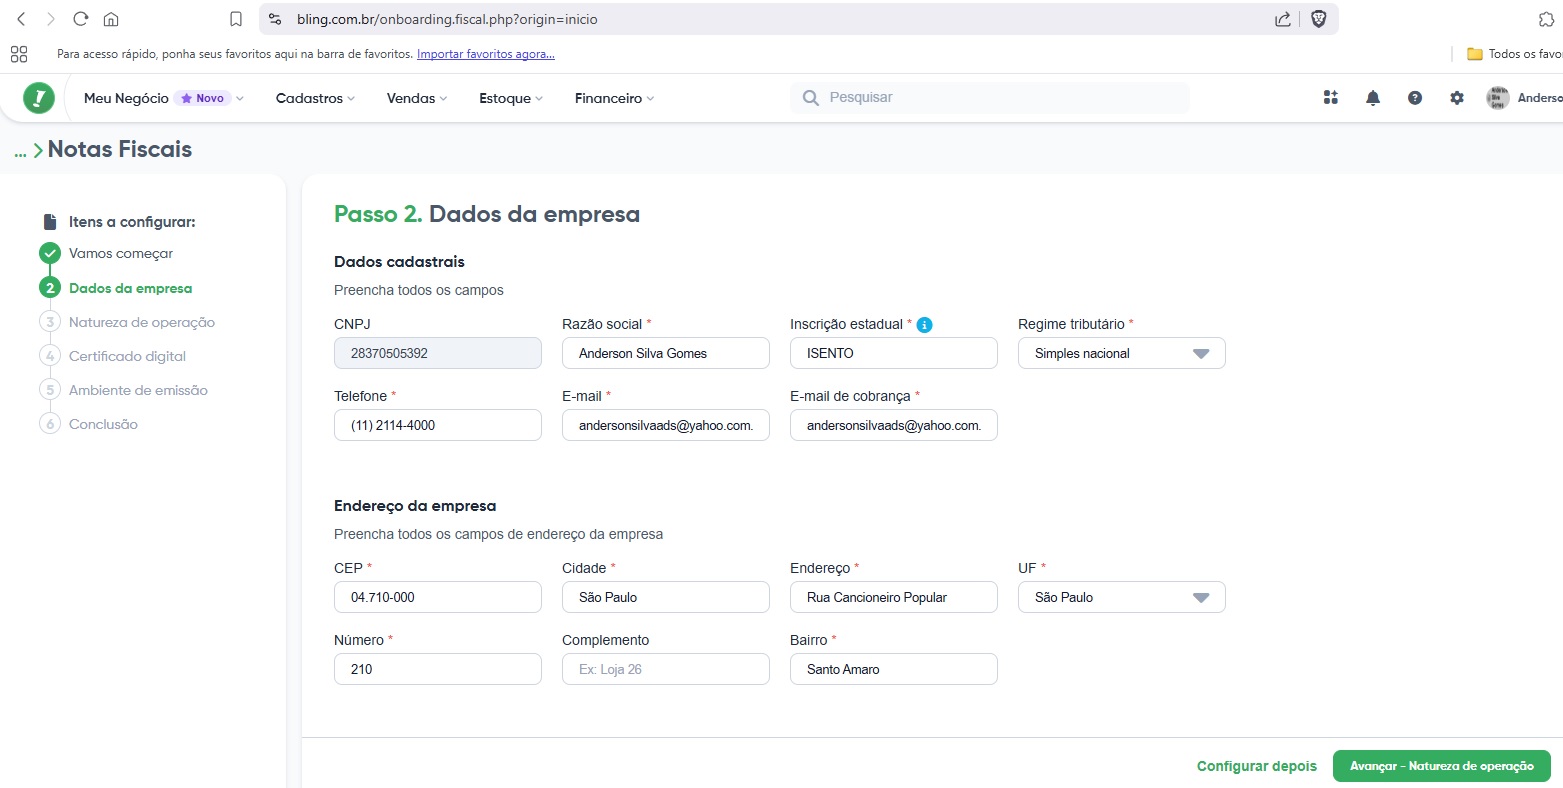 bling.com.br/onboarding.fiscal.php?origin=inicio
Para acesso rápido, ponha seus favoritos aqui na barra de favoritos. Importar favoritos agora...
Todos os favo
Meu Negócio Novo Cadastros Vendas Estoque Financeiro Pesquisar Anderso
... Notas Fiscais
Itens a configurar:
Vamos começar
2 Dados da empresa
3 Natureza de operação
4 Certificado digital
5 Ambiente de emissão
6 Conclusão
Passo 2. Dados da empresa
Dados cadastrais
Preencha todos os campos
CNPJ Razão social * Inscrição estadual * i Regime tributário *
28370505392 Anderson Silva Gomes ISENTO Simples nacional
Telefone * E-mail * E-mail de cobrança *
(11) 2114-4000 andersonsilvaads@yahoo.com. andersonsilvaads@yahoo.com.
Endereço da empresa
Preencha todos os campos de endereço da empresa
CEP * Cidade * Endereço * UF *
04.710-000 São Paulo Rua Cancioneiro Popular São Paulo
Número * Complemento Bairro *
210 Ex: Loja 26 Santo Amaro
Configurar depois Avançar - Natureza de operação